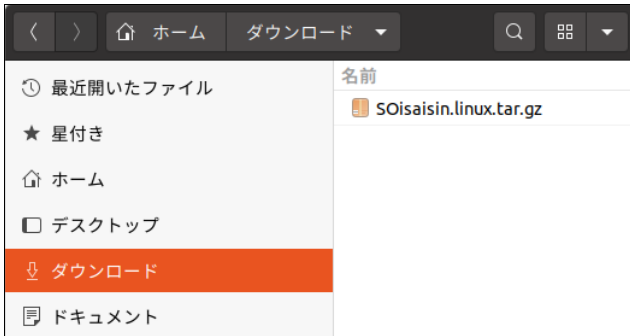 ホーム ダウンロード
最近開いたファイル
星付き
ホーム
デスクトップ
ダウンロード
ドキュメント
名前
SOisaisin.linux.tar.gz